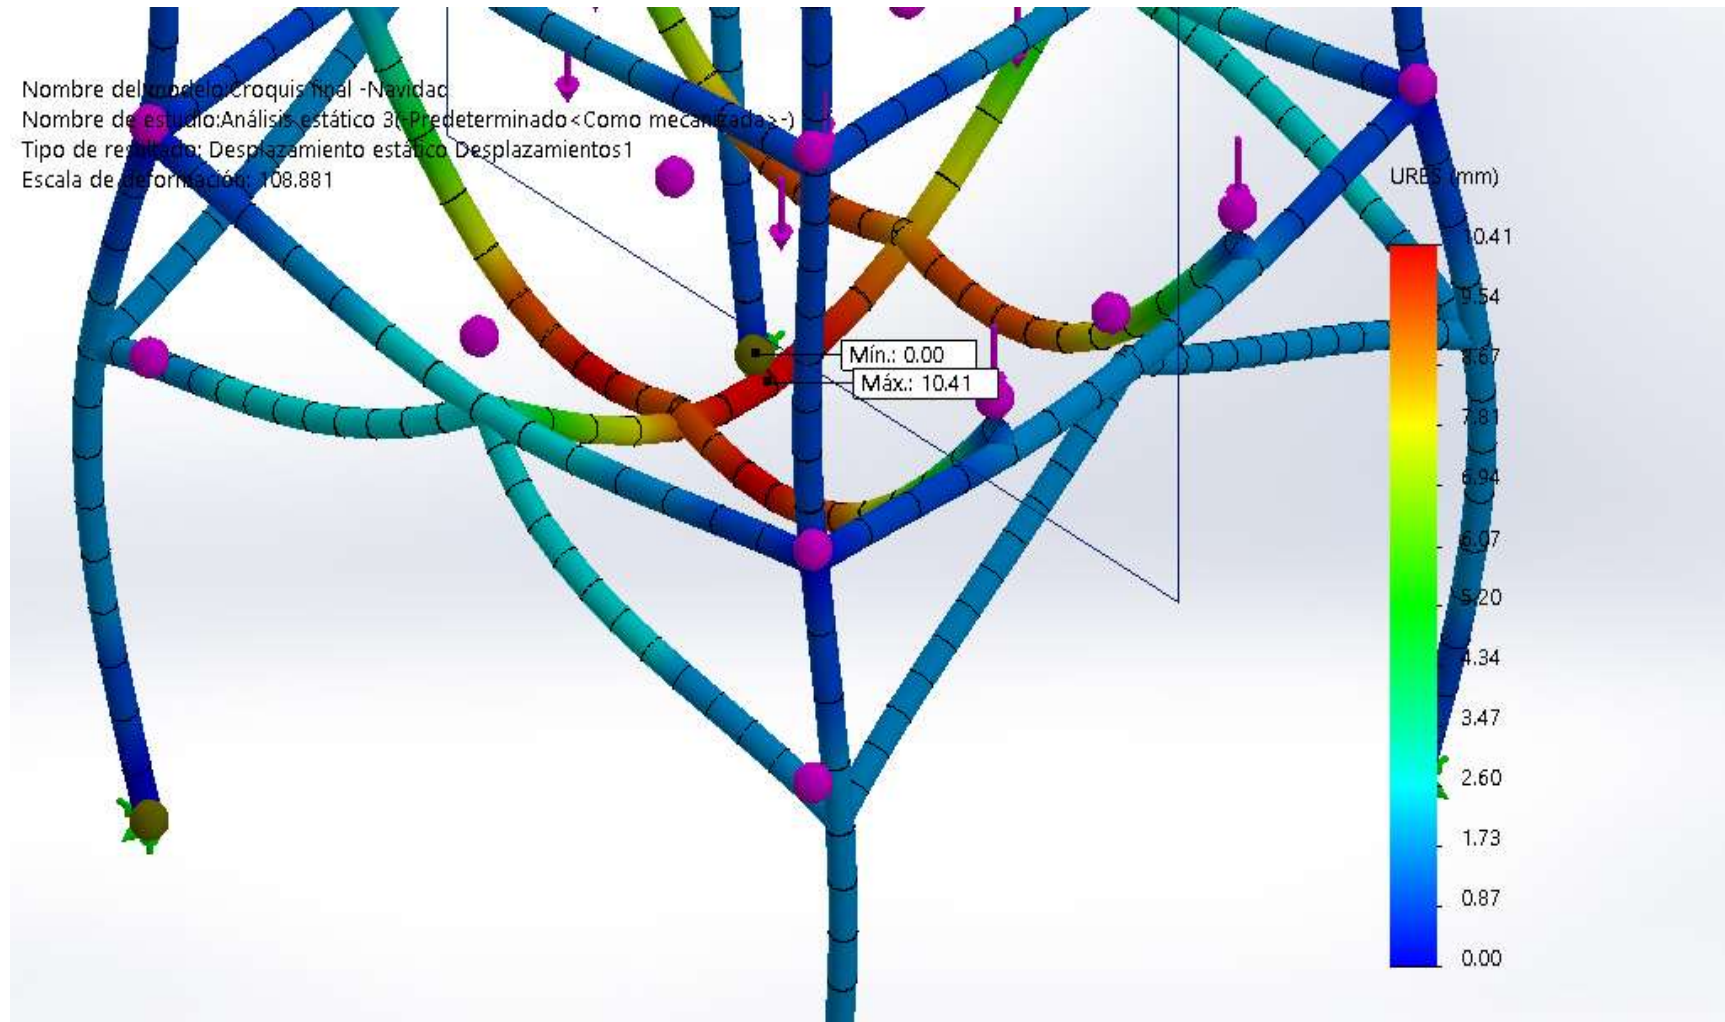 Nombre del modelo:Croquis final -Navidad
Nombre de estudio:Análisis estático 3(-Predeterminado<Como mecanizada>-)
Tipo de resultado: Desplazamiento estático Desplazamientos1
Escala de deformación: 108.881
URES (mm)
10.41
9.54
8.67
7.81
6.94
6.07
5.20
4.34
3.47
2.60
1.73
0.87
0.00
Mín.: 0.00
Máx.: 10.41